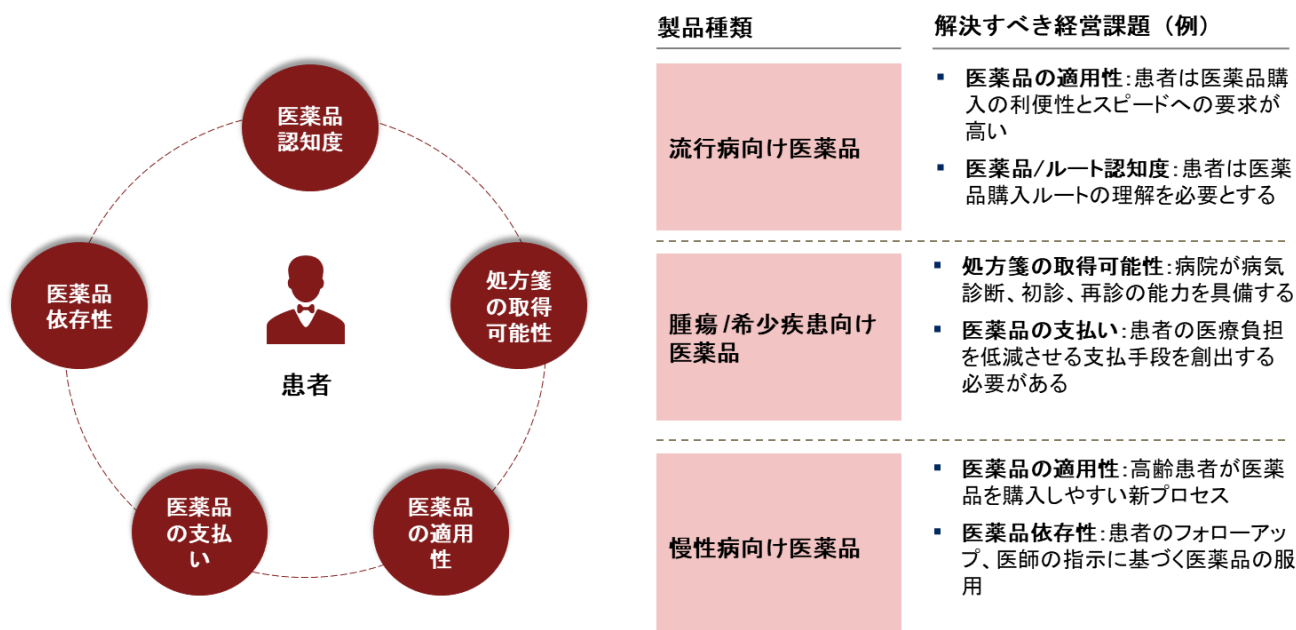 医薬品
認知度
処方箋
の取得
可能性
医薬品
の適用
性
医薬品
の支払
い
医薬品
依存性
患者
製品種類
解決すべき経営課題（例）
流行病向け医薬品
▪ 医薬品の適用性：患者は医薬品購
入の利便性とスピードへの要求が
高い
▪ 医薬品/ルート認知度：患者は医薬
品購入ルートの理解を必要とする
腫瘍/希少疾患向け
医薬品
▪ 処方箋の取得可能性：病院が病気
診断、初診、再診の能力を具備する
▪ 医薬品の支払い：患者の医療負担
を低減させる支払手段を創出する
必要がある
慢性病向け医薬品
▪ 医薬品の適用性：高齢患者が医薬
品を購入しやすい新プロセス
▪ 医薬品依存性：患者のフォローアッ
プ、医師の指示に基づく医薬品の服
用